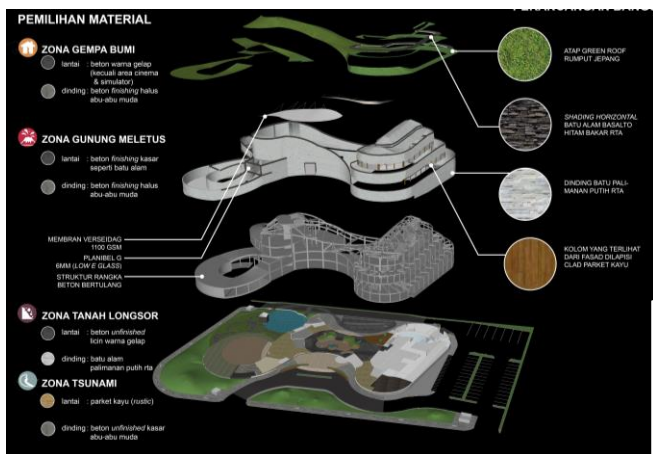 PEMILIHAN MATERIAL
ZONA GEMPA BUMI
lantai : beton warna gelap
(kecuali area cinema
& simulator)
dinding : beton finishing halus
abu-abu muda
ZONA GUNUNG MELETUS
lantai : beton finishing kasar
seperti batu alam
dinding : beton finishing halus
abu-abu muda
MEMBRAN VERSEIDAG
1100 GSM
PLANIBEL G
6MM (LOW E GLASS)
STRUKTUR RANGKA
BETON BERTULANG
ZONA TANAH LONGSOR
lantai : beton unfinished
licin warna gelap
dinding : batu alam
palimanan putih rta
ZONA TSUNAMI
lantai : parket kayu (rustic)
dinding : beton unfinished kasar
abu-abu muda
ATAP GREEN ROOF
RUMPUT JEPANG
SHADING HORIZONTAL
BATU ALAM BASALTO
HITAM BAKAR RTA
DINDING BATU PALI-
MANAN PUTIH RTA
KOLOM YANG TERLIHAT
DARI FASAD DILAPISI
CLAD PARKET KAYU